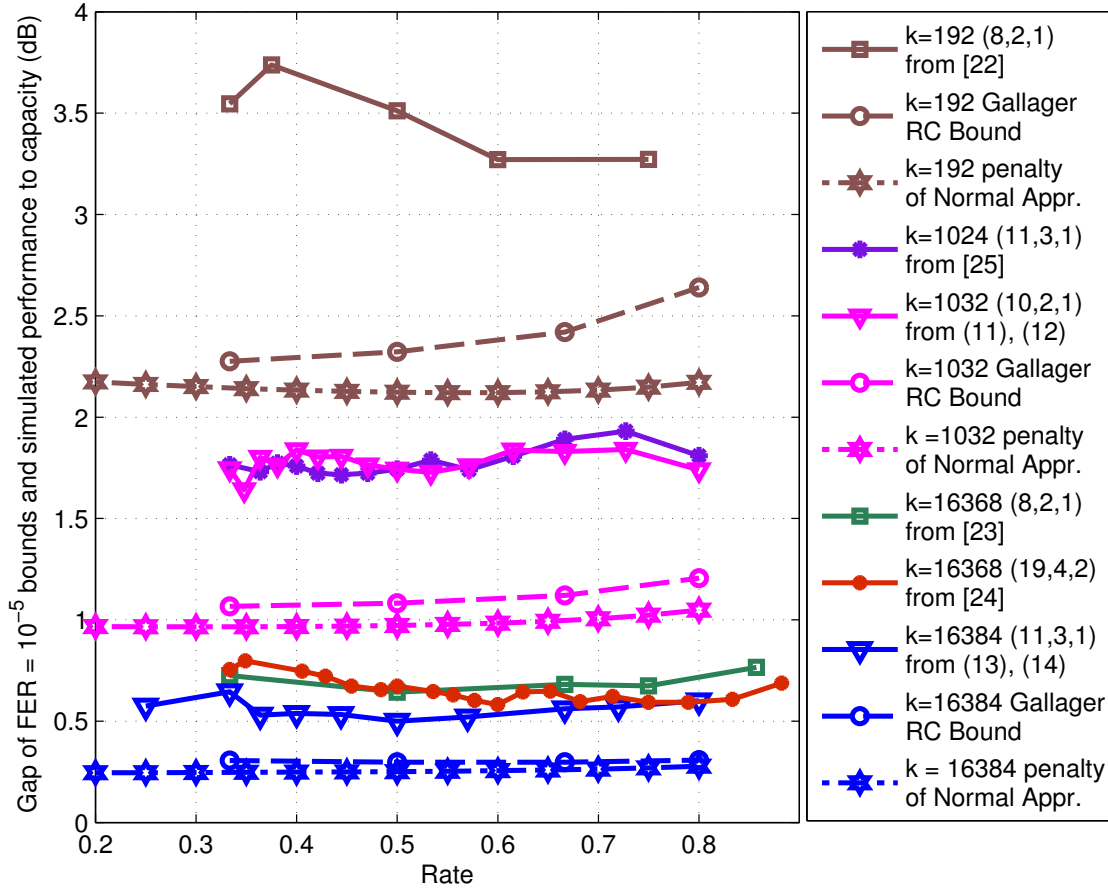 Gap of FER = 10⁻⁵ bounds and simulated performance to capacity (dB)
4
3.5
3
2.5
2
1.5
1
0.5
0
0.2
0.3
0.4
0.5
0.6
0.7
0.8
Rate
k=192 (8,2,1)
from [22]
k=192 Gallager
RC Bound
k=192 penalty
of Normal Appr.
k=1024 (11,3,1)
from [25]
k=1032 (10,2,1)
from (11), (12)
k=1032 Gallager
RC Bound
k =1032 penalty
of Normal Appr.
k=16368 (8,2,1)
from [23]
k=16368 (19,4,2)
from [24]
k=16384 (11,3,1)
from (13), (14)
k=16384 Gallager
RC Bound
k = 16384 penalty
of Normal Appr.